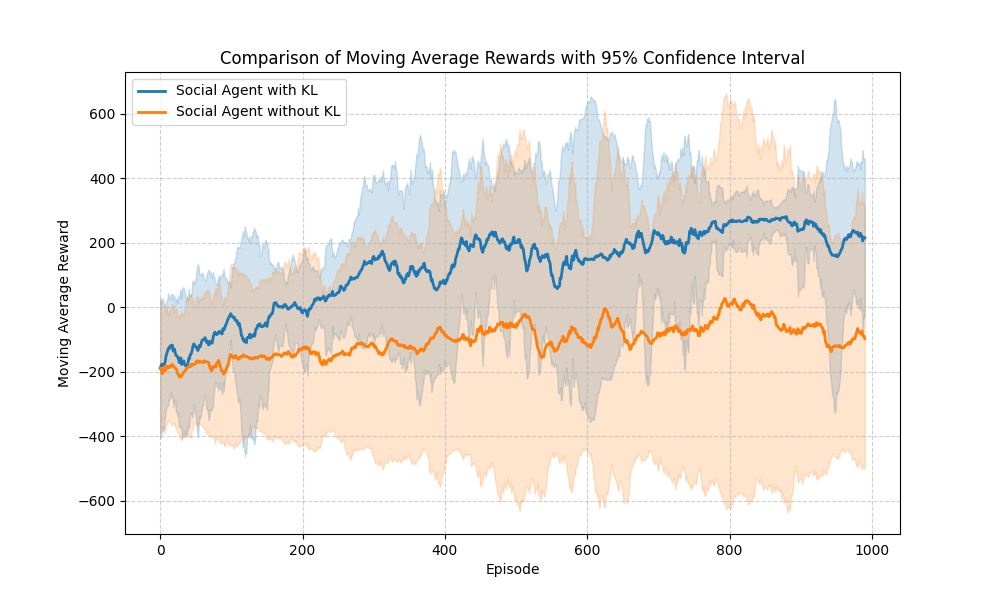 Comparison of Moving Average Rewards with 95% Confidence Interval
Social Agent with KL
Social Agent without KL
Moving Average Reward
600
400
200
0
−200
−400
−600
0 200 400 600 800 1000
Episode